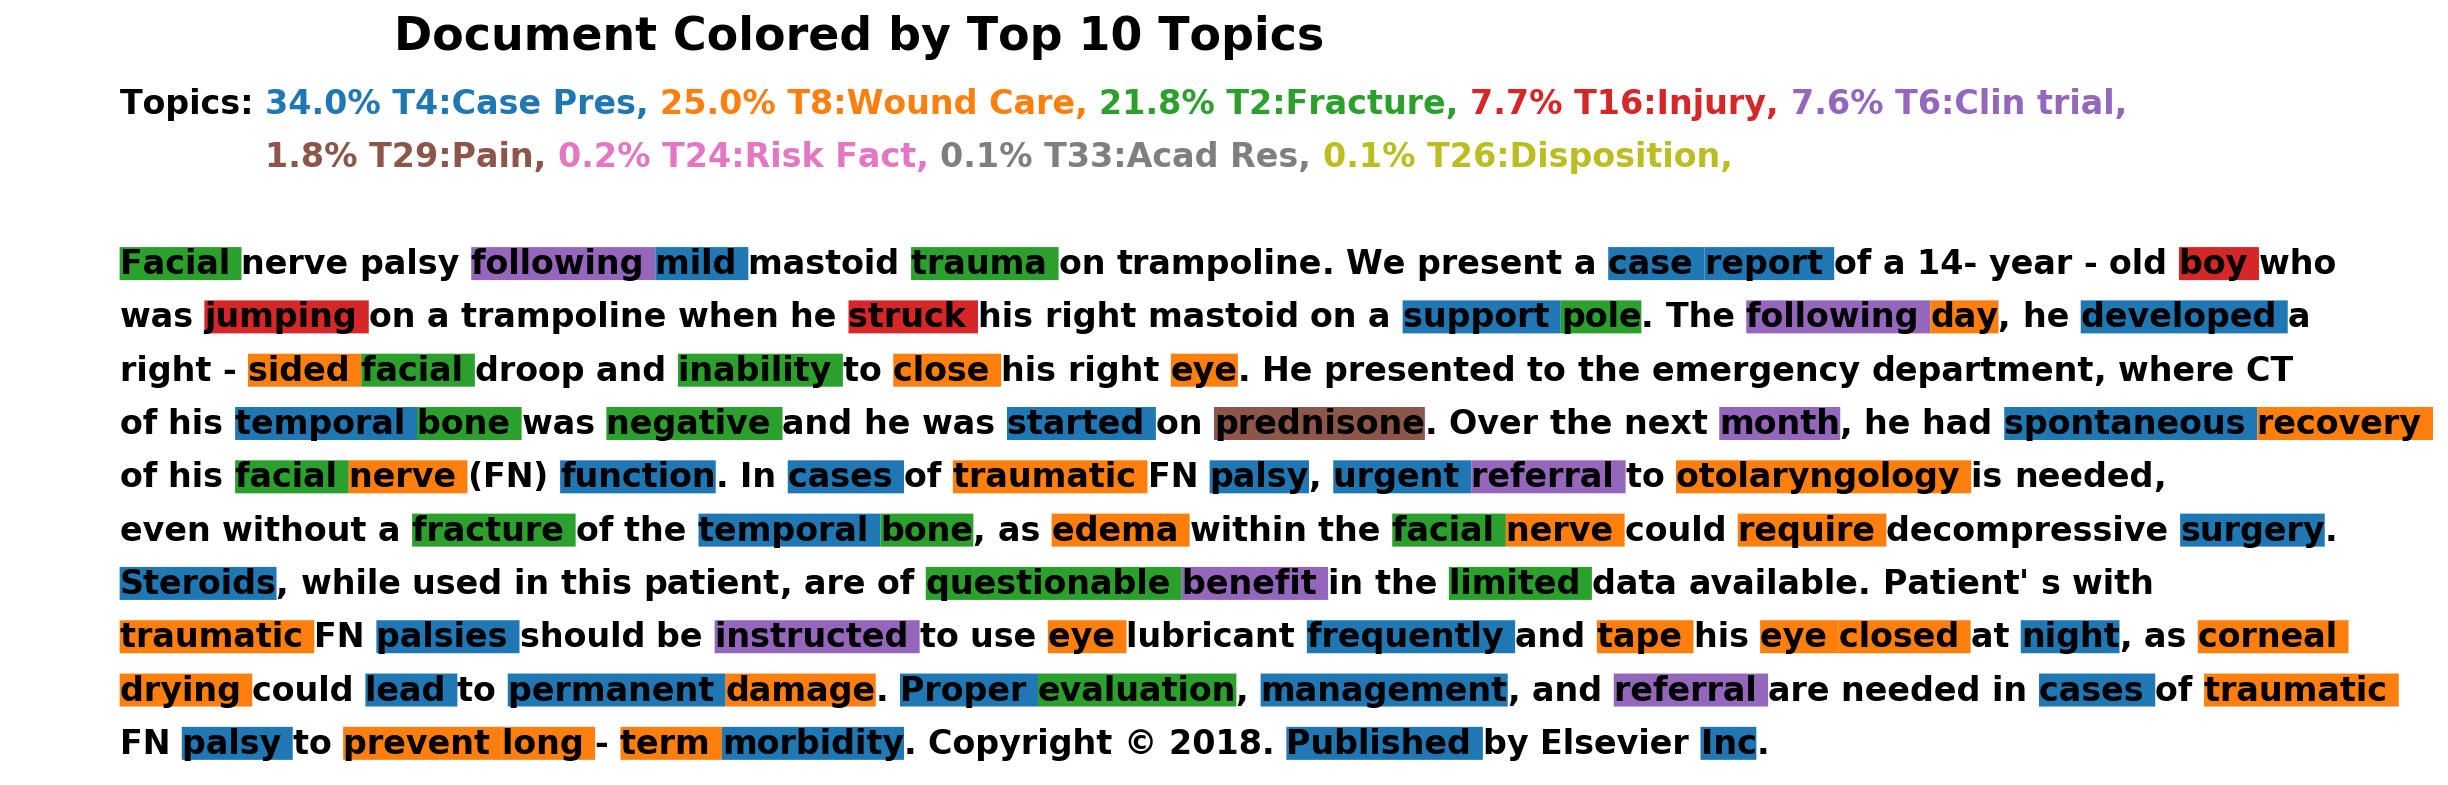 Document Colored by Top 10 Topics
Topics: 34.0% T4:Case Pres, 25.0% T8:Wound Care, 21.8% T2:Fracture, 7.7% T16:Injury, 7.6% T6:Clin trial,
1.8% T29:Pain, 0.2% T24:Risk Fact, 0.1% T33:Acad Res, 0.1% T26:Disposition,
Facial nerve palsy following mild mastoid trauma on trampoline. We present a case report of a 14- year - old boy who
was jumping on a trampoline when he struck his right mastoid on a support pole. The following day, he developed a
right - sided facial droop and inability to close his right eye. He presented to the emergency department, where CT
of his temporal bone was negative and he was started on prednisone. Over the next month, he had spontaneous recovery
of his facial nerve (FN) function. In cases of traumatic FN palsy, urgent referral to otolaryngology is needed,
even without a fracture of the temporal bone, as edema within the facial nerve could require decompressive surgery.
Steroids, while used in this patient, are of questionable benefit in the limited data available. Patient' s with
traumatic FN palsies should be instructed to use eye lubricant frequently and tape his eye closed at night, as corneal
drying could lead to permanent damage. Proper evaluation, management, and referral are needed in cases of traumatic
FN palsy to prevent long - term morbidity. Copyright © 2018. Published by Elsevier Inc.